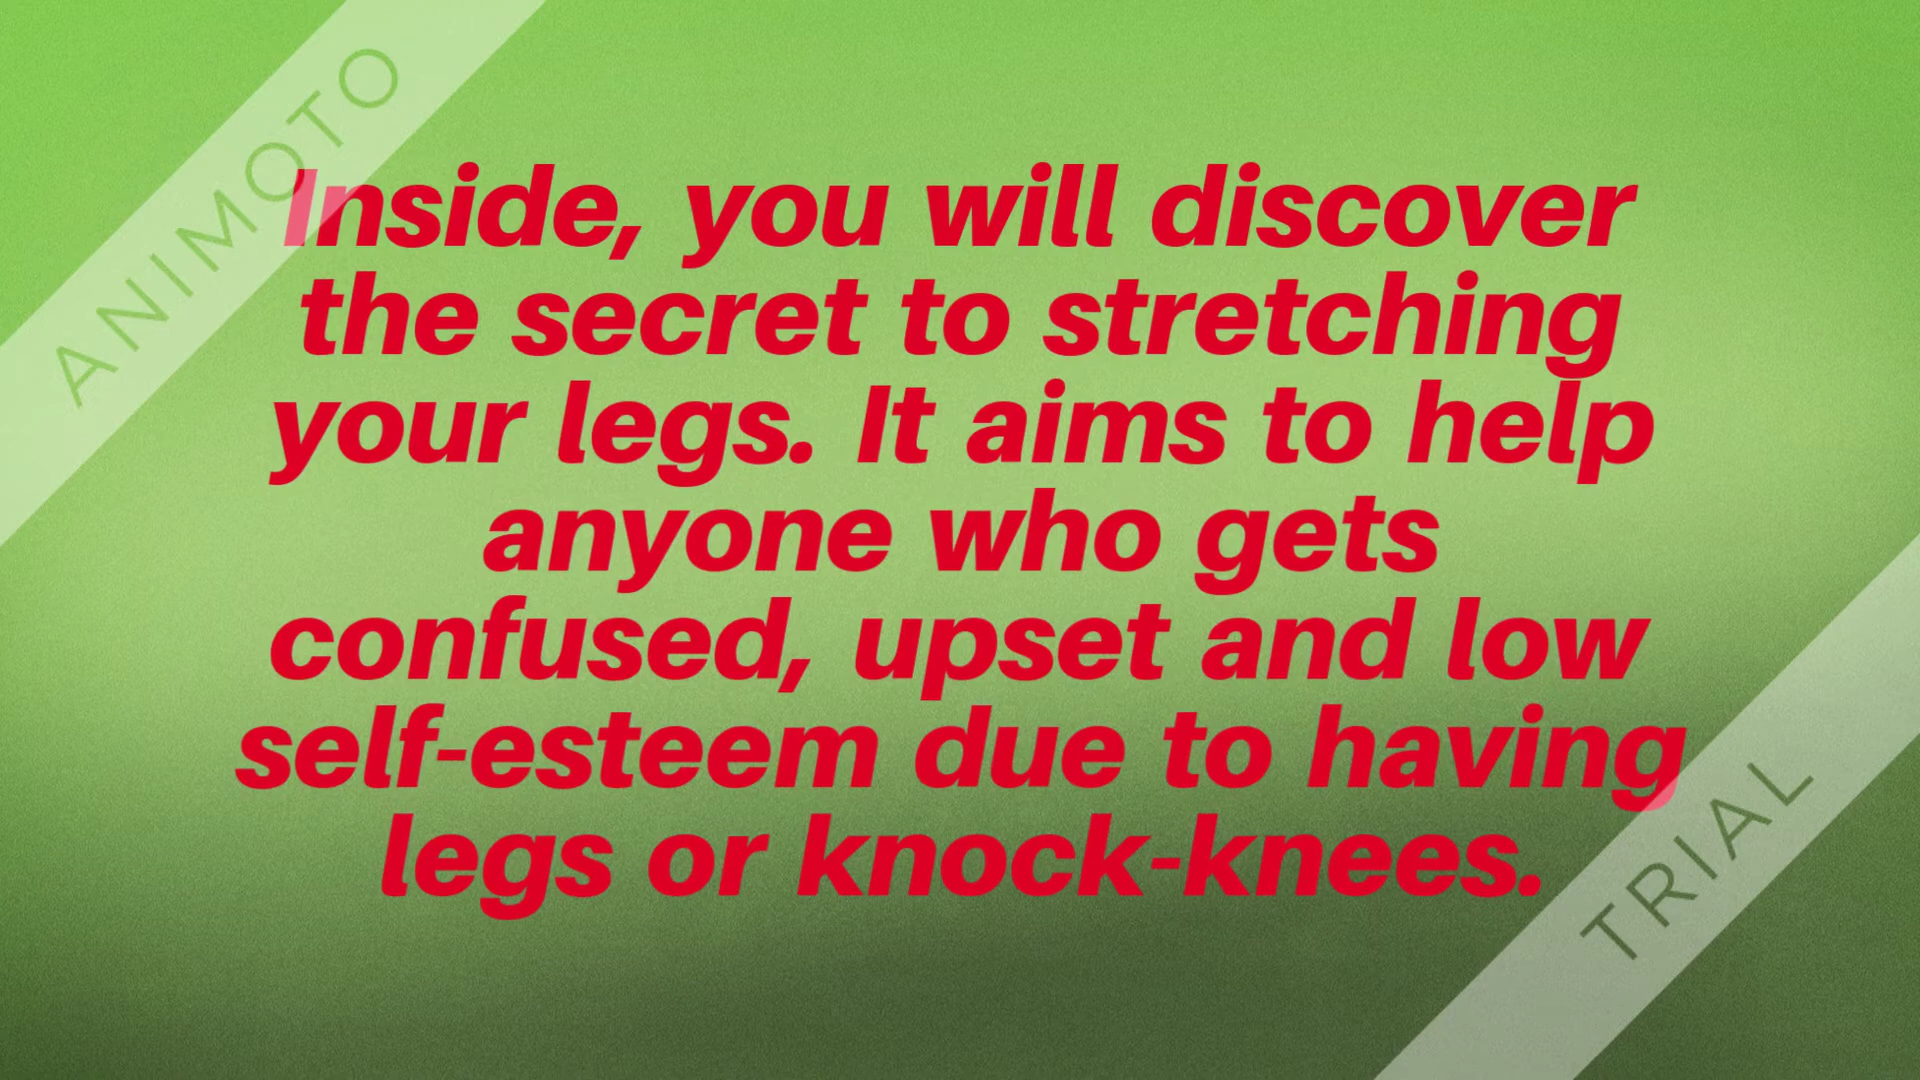 ANIMOTO
Inside, you will discover
the secret to stretching
your legs. It aims to help
anyone who gets
confused, upset and low
self-esteem due to having
legs or knock-knees.
TRIAL